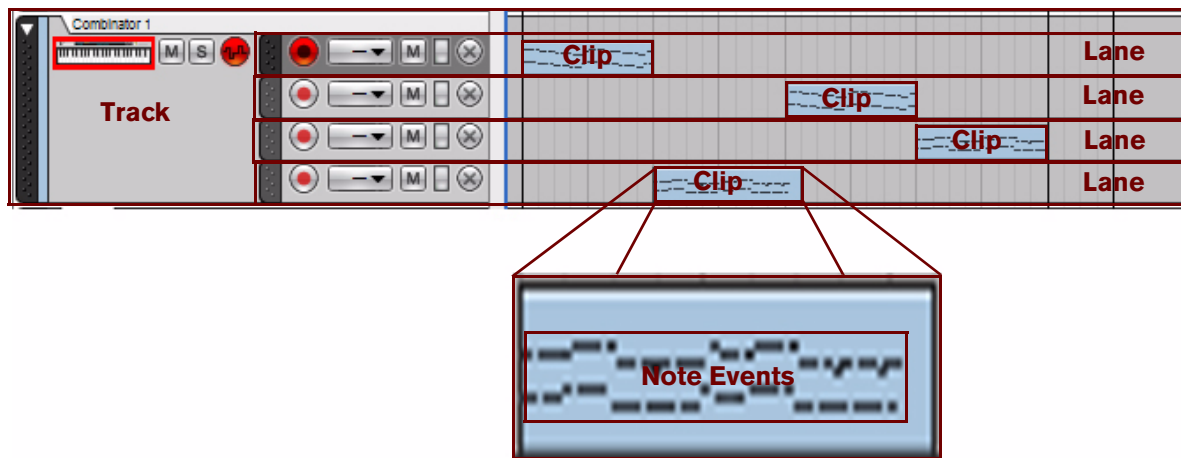 Combinator 1
M S M Clip Lane
Track M Clip Lane
M Clip Lane
M Clip Lane
Note Events